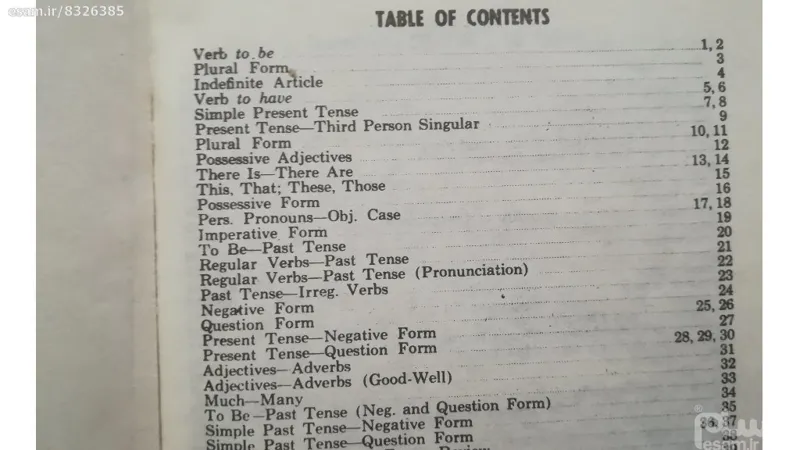 esam.ir/8326385
TABLE OF CONTENTS
Verb to be 1, 2
Plural Form 3
Indefinite Article 4
Verb to have 5, 6
Simple Present Tense 7, 8
Present Tense—Third Person Singular 9
Plural Form 10, 11
Possessive Adjectives 12
There Is—There Are 13, 14
This, That; These, Those 15
Possessive Form 16
Pers. Pronouns—Obj. Case 17, 18
Imperative Form 19
To Be—Past Tense 20
Regular Verbs—Past Tense 21
Regular Verbs—Past Tense (Pronunciation) 22
Past Tense—Irreg. Verbs 23
Negative Form 24
Question Form 25, 26
Present Tense—Negative Form 27
Present Tense—Question Form 28, 29, 30
Adjectives—Adverbs 31
Adjectives—Adverbs (Good-Well) 32
Much—Many 33
To Be—Past Tense (Neg. and Question Form) 34
Simple Past Tense—Negative Form 35
Simple Past Tense—Question Form 36, 37
38
esam.ir